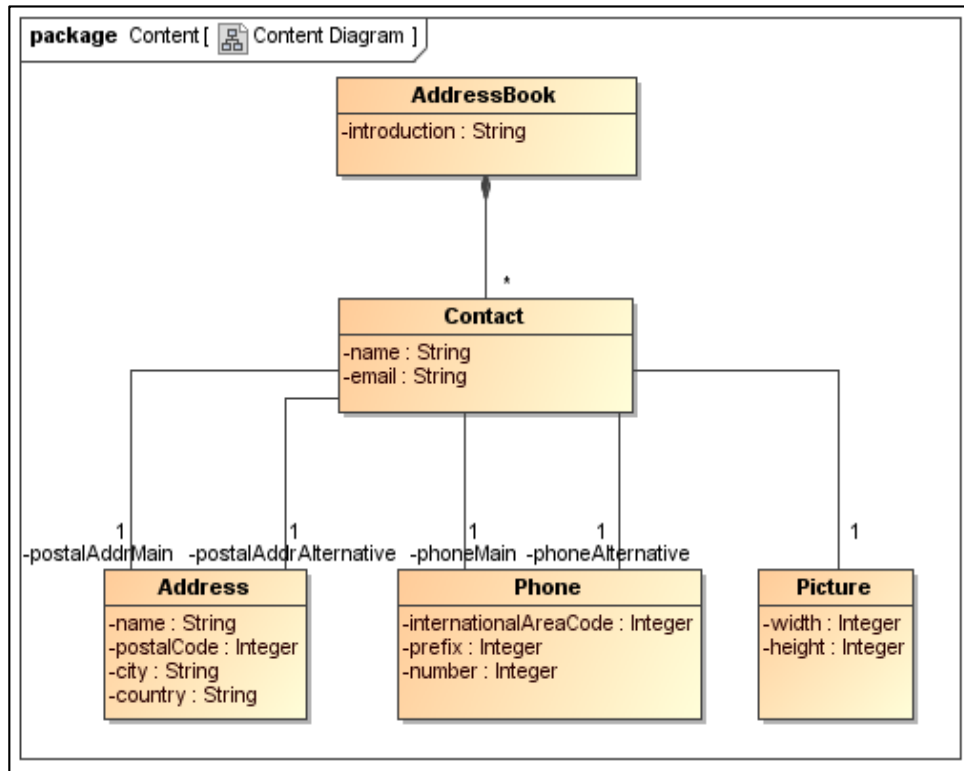 package Content [ Content Diagram ]
AddressBook
-introduction : String
*
Contact
-name : String
-email : String
1 1 1 1 1
-postalAddrMain -postalAddrAlternative -phoneMain -phoneAlternative
Address
-name : String
-postalCode : Integer
-city : String
-country : String
Phone
-internationalAreaCode : Integer
-prefix : Integer
-number : Integer
Picture
-width : Integer
-height : Integer